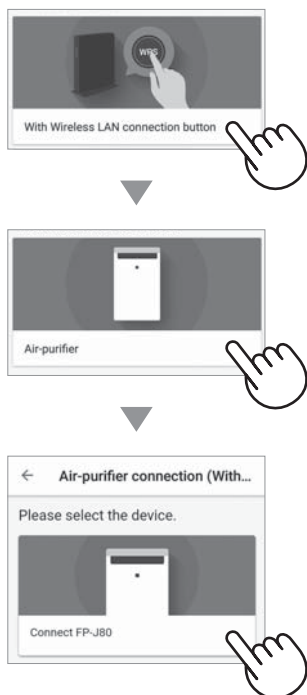 WPS
With Wireless LAN connection button
Air-purifier
← Air-purifier connection (With...
Please select the device.
Connect FP-J80